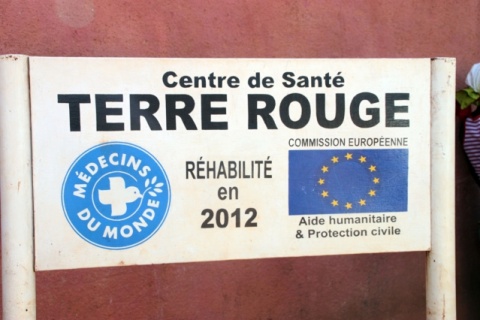 Centre de Santé
TERRE ROUGE
MÉDECINS
DU MONDE
RÉHABILITÉ
en
2012
COMMISSION EUROPÉENNE
Aide humanitaire
& Protection civile